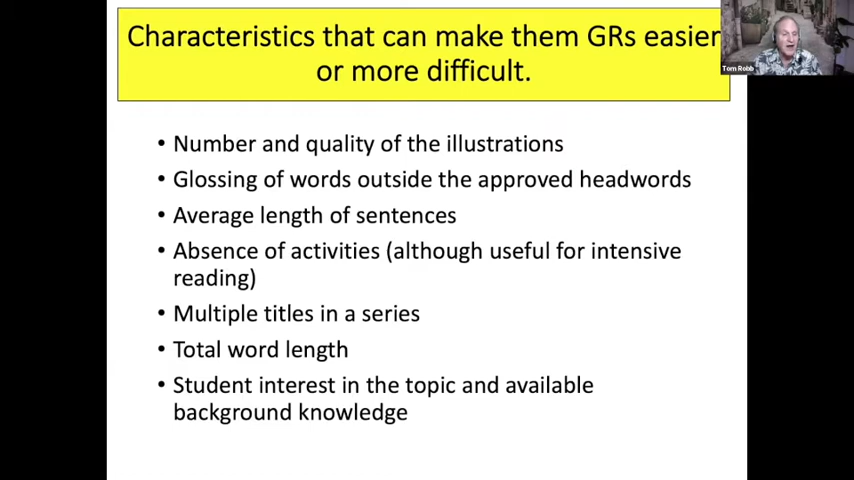 Characteristics that can make them GRs easier
or more difficult.
Tom Robb
• Number and quality of the illustrations
• Glossing of words outside the approved headwords
• Average length of sentences
• Absence of activities (although useful for intensive
reading)
• Multiple titles in a series
• Total word length
• Student interest in the topic and available
background knowledge